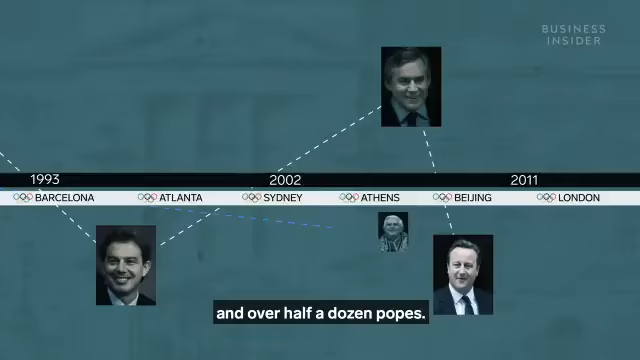 BUSINESS
INSIDER
1993 2002 2011
BARCELONA ATLANTA SYDNEY ATHENS BEIJING LONDON
and over half a dozen popes.